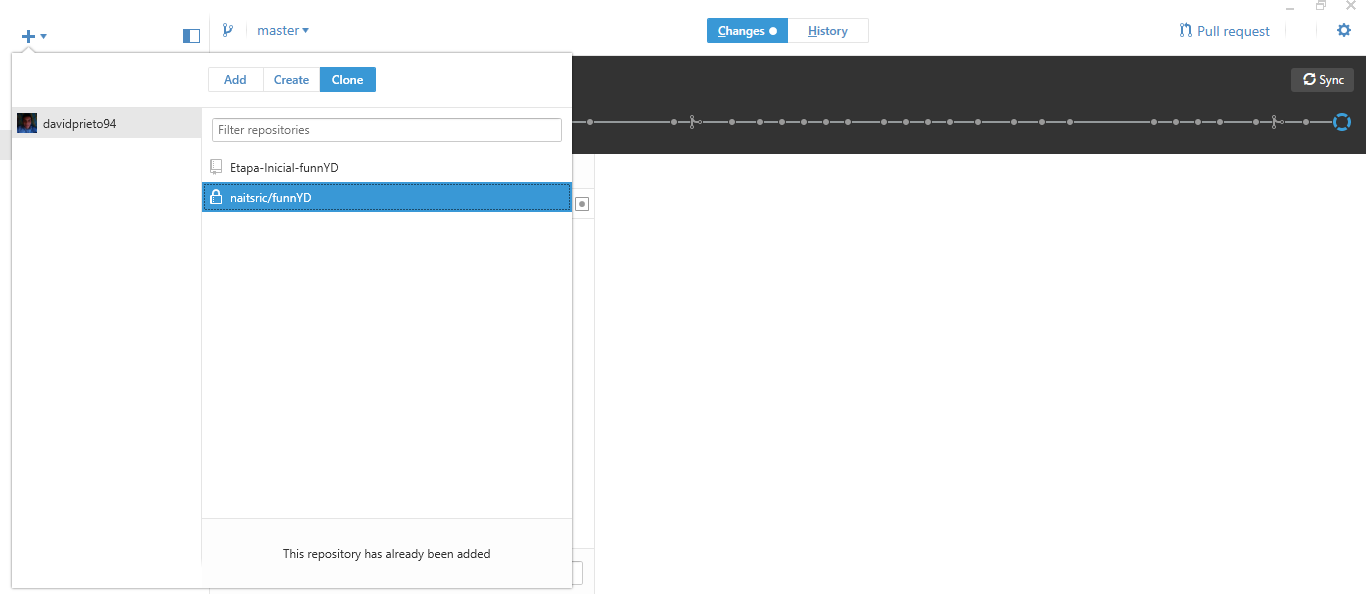 master
Changes
History
Pull request
Add
Create
Clone
Sync
davidprieto94
Filter repositories
Etapa-Inicial-funnYD
naitsric/funnYD
This repository has already been added